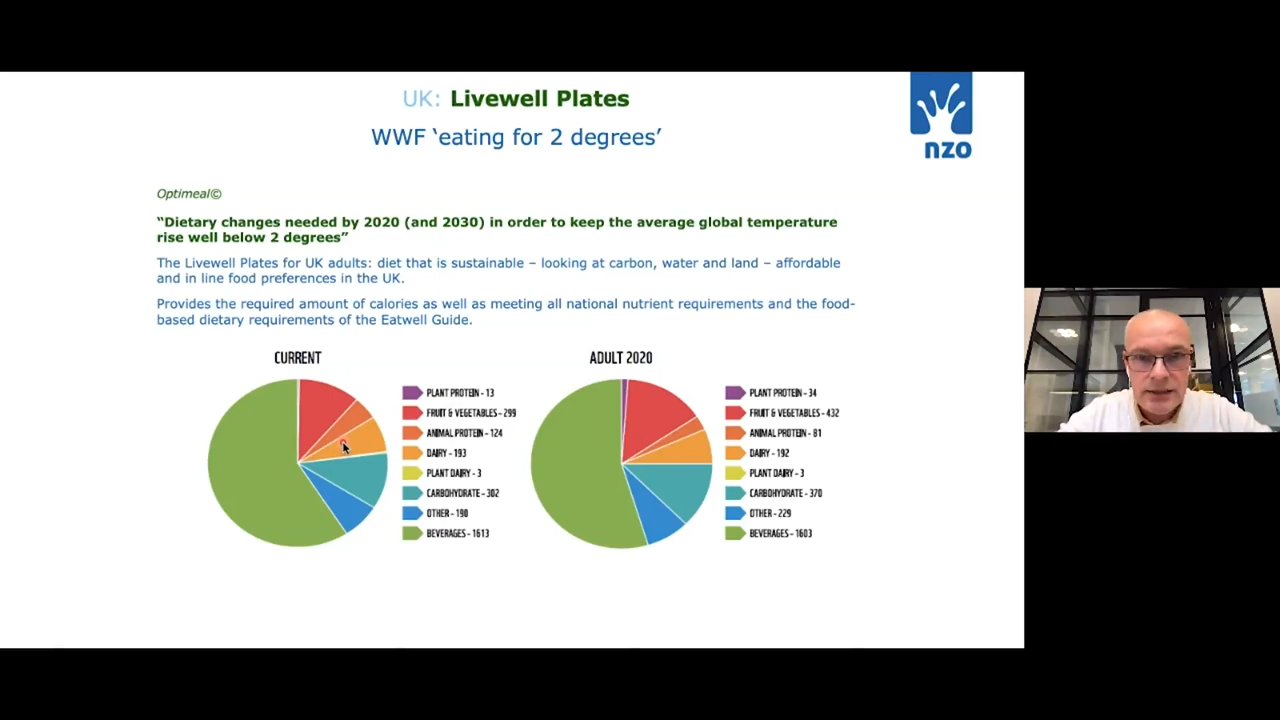 UK: Livewell Plates
WWF ‘eating for 2 degrees’
nzo
Optimeal©
“Dietary changes needed by 2020 (and 2030) in order to keep the average global temperature
rise well below 2 degrees”
The Livewell Plates for UK adults: diet that is sustainable – looking at carbon, water and land – affordable
and in line food preferences in the UK.
Provides the required amount of calories as well as meeting all national nutrient requirements and the food-
based dietary requirements of the Eatwell Guide.
CURRENT
PLANT PROTEIN - 13
FRUIT & VEGETABLES - 299
ANIMAL PROTEIN - 124
DAIRY - 193
PLANT DAIRY - 3
CARBOHYDRATE - 302
OTHER - 190
BEVERAGES - 1613
ADULT 2020
PLANT PROTEIN - 34
FRUIT & VEGETABLES - 432
ANIMAL PROTEIN - 81
DAIRY - 192
PLANT DAIRY - 3
CARBOHYDRATE - 370
OTHER - 229
BEVERAGES - 1603